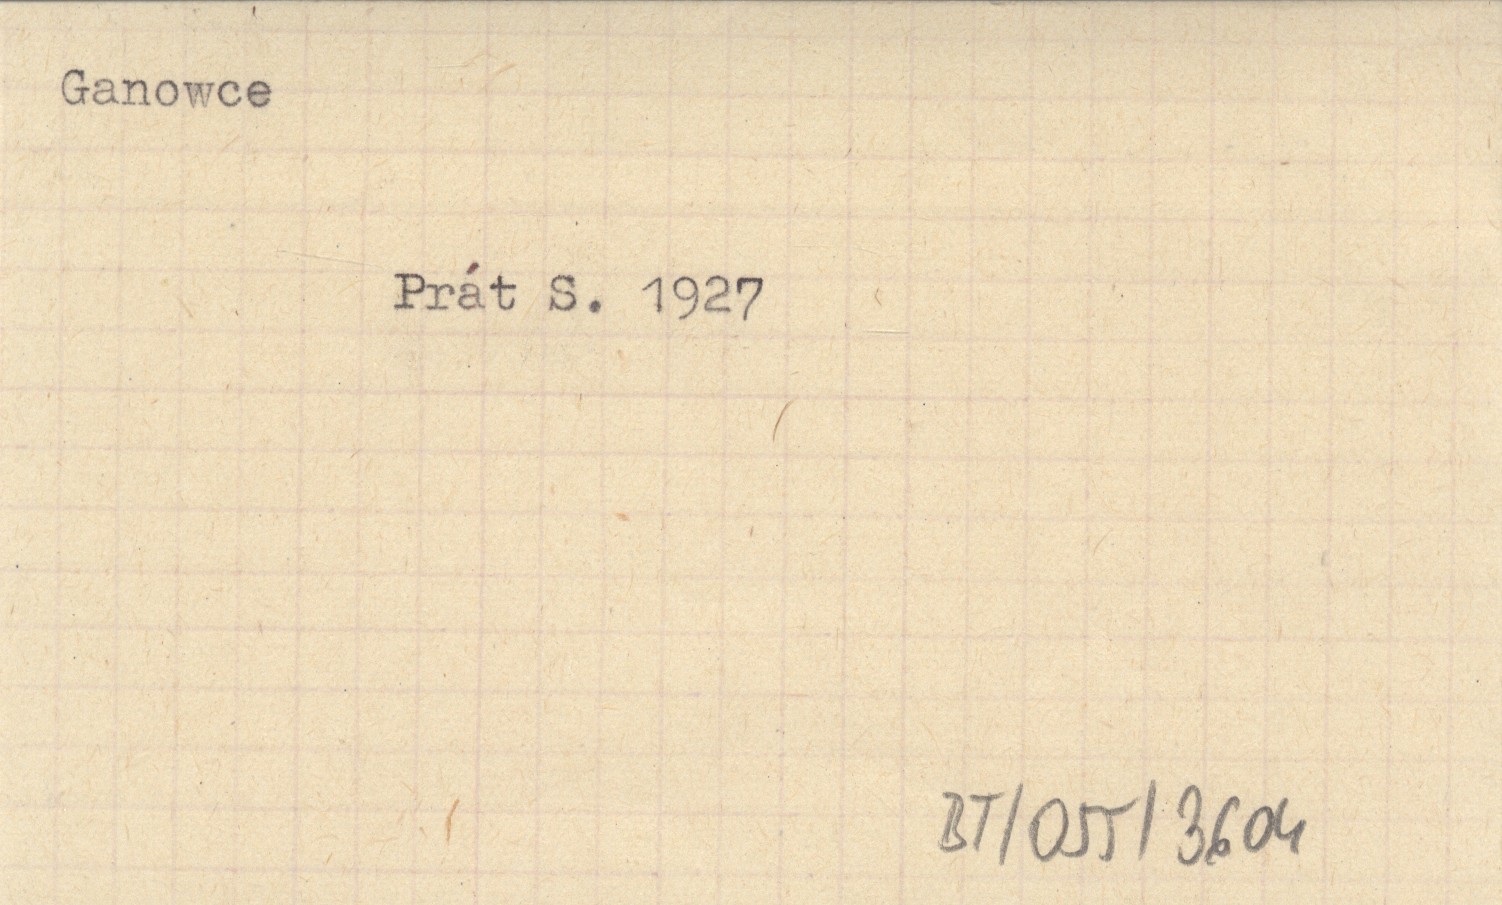 Ganowce
Prát S. 1927
BT/055/3604